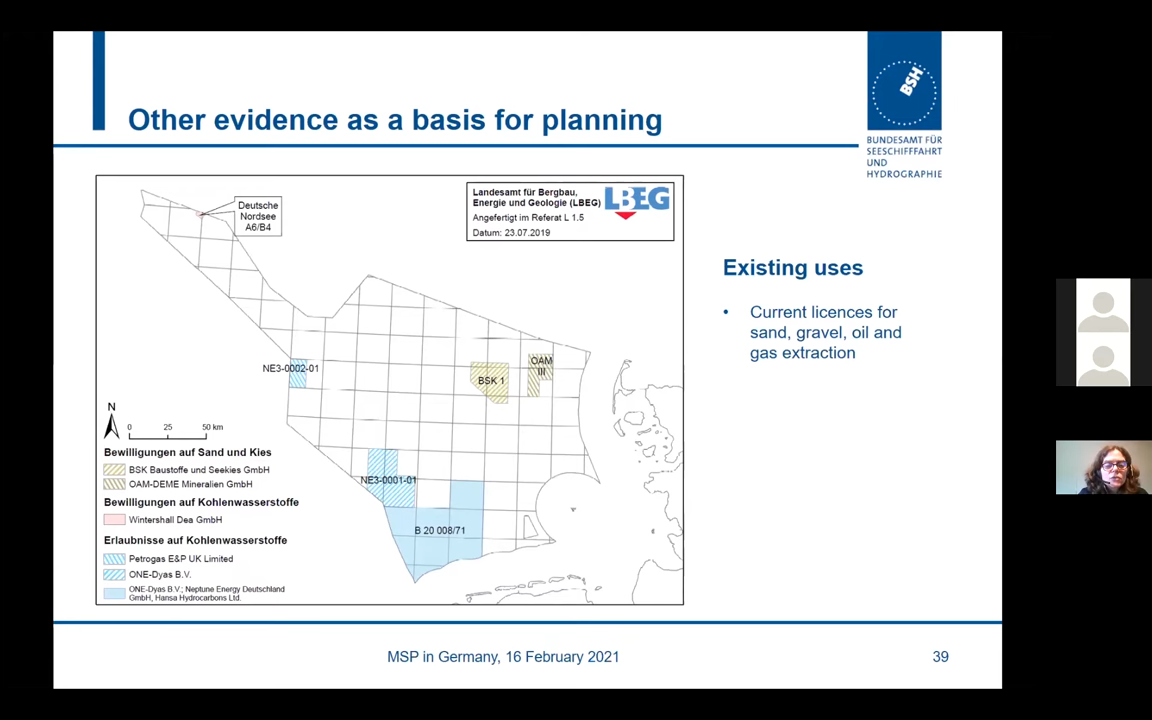 Other evidence as a basis for planning
BSH
BUNDESAMT FÜR
SEESCHIFFFAHRT
UND
HYDROGRAPHIE
Deutsche
Nordsee
A6/B4
Landesamt für Bergbau,
Energie und Geologie (LBEG)
Angefertigt im Referat L 1.5
Datum: 23.07.2019
LBEG
NE3-0002-01
BSK 1
OAM
III
NE3-0001-01
B 20 008/71
N
0 25 50 km
Bewilligungen auf Sand und Kies
BSK Baustoffe und Seekies GmbH
OAM-DEME Mineralien GmbH
Bewilligungen auf Kohlenwasserstoffe
Wintershall Dea GmbH
Erlaubnisse auf Kohlenwasserstoffe
Petrogas E&P UK Limited
ONE-Dyas B.V.
ONE-Dyas B.V.; Neptune Energy Deutschland
GmbH, Hansa Hydrocarbons Ltd.
Existing uses
• Current licences for
sand, gravel, oil and
gas extraction
MSP in Germany, 16 February 2021
39